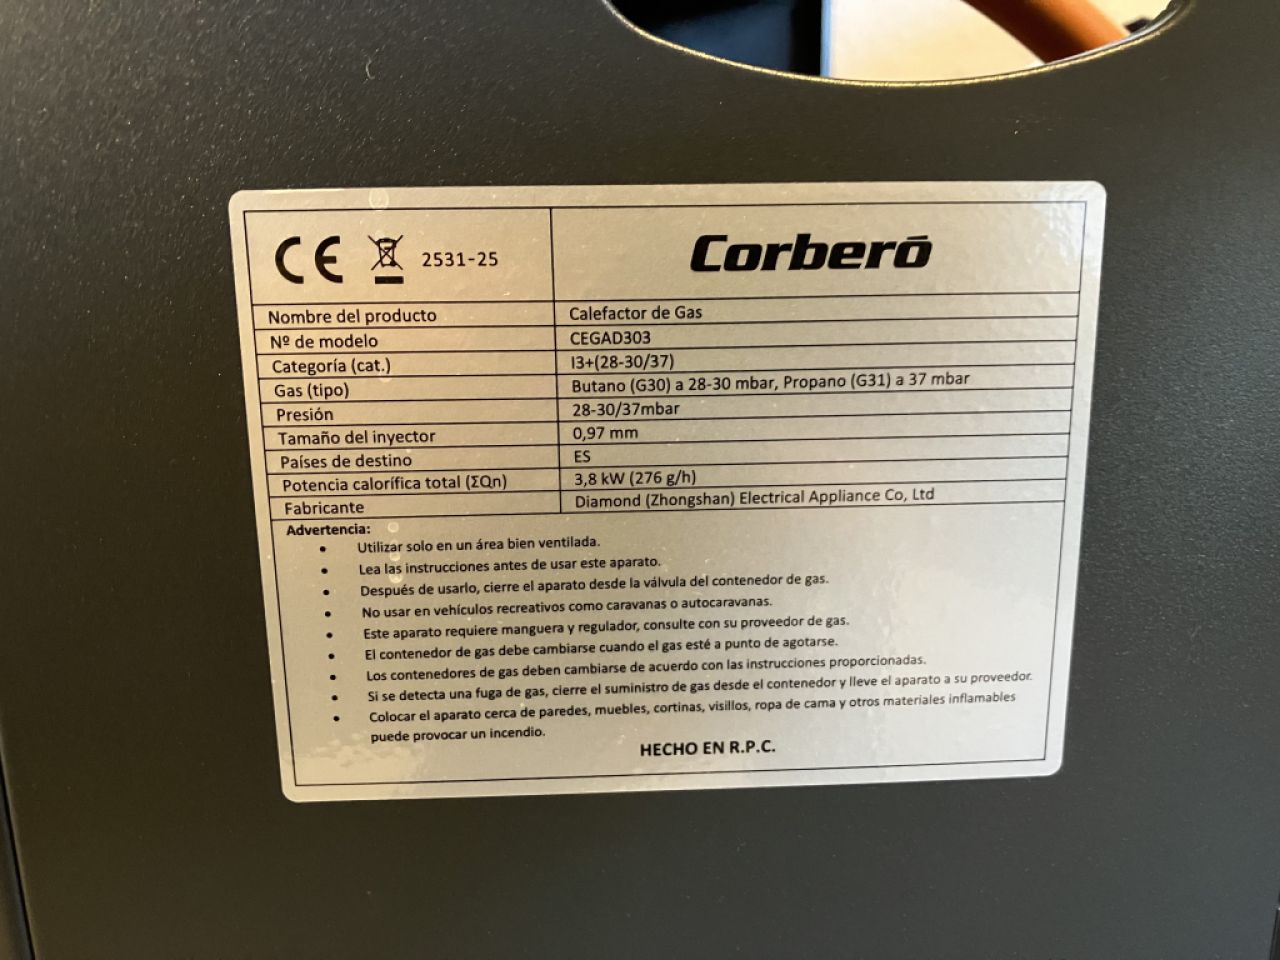 CE 2531-25
Corberō
Nombre del producto Calefactor de Gas
Nº de modelo CEGAD303
Categoría (cat.) I3+(28-30/37)
Gas (tipo) Butano (G30) a 28-30 mbar, Propano (G31) a 37 mbar
Presión 28-30/37mbar
Tamaño del inyector 0,97 mm
Países de destino ES
Potencia calorífica total (ΣQn) 3,8 kW (276 g/h)
Fabricante Diamond (Zhongshan) Electrical Appliance Co, Ltd
Advertencia:
• Utilizar solo en un área bien ventilada.
• Lea las instrucciones antes de usar este aparato.
• Después de usarlo, cierre el aparato desde la válvula del contenedor de gas.
• No usar en vehículos recreativos como caravanas o autocaravanas.
• Este aparato requiere manguera y regulador, consulte con su proveedor de gas.
• El contenedor de gas debe cambiarse cuando el gas esté a punto de agotarse.
• Los contenedores de gas deben cambiarse de acuerdo con las instrucciones proporcionadas.
• Si se detecta una fuga de gas, cierre el suministro de gas desde el contenedor y lleve el aparato a su proveedor.
• Colocar el aparato cerca de paredes, muebles, cortinas, visillos, ropa de cama y otros materiales inflamables
puede provocar un incendio.
HECHO EN R.P.C.